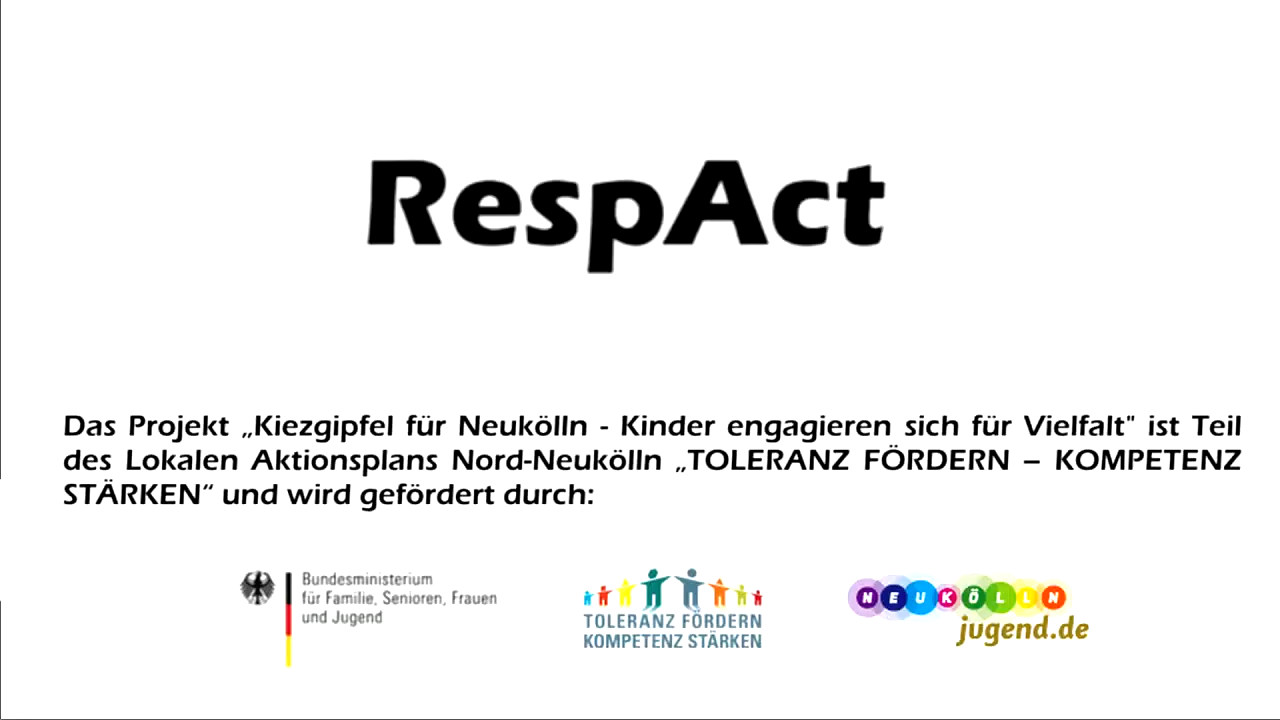 RespAct
Das Projekt „Kiezgipfel für Neukölln - Kinder engagieren sich für Vielfalt" ist Teil
des Lokalen Aktionsplans Nord-Neukölln „TOLERANZ FÖRDERN – KOMPETENZ
STÄRKEN“ und wird gefördert durch:
Bundesministerium
für Familie, Senioren, Frauen
und Jugend
TOLERANZ FÖRDERN
KOMPETENZ STÄRKEN
NEUKÖLLN
jugend.de